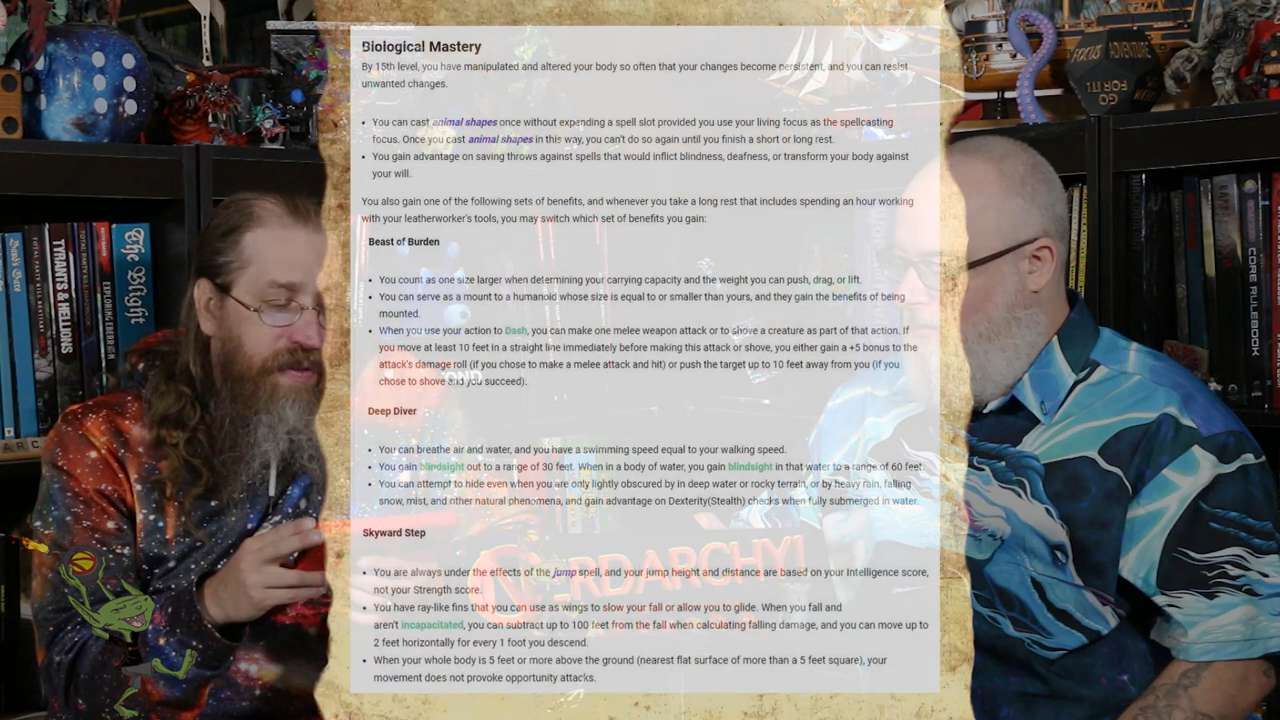 Biological Mastery
By 15th level, you have manipulated and altered your body so often that your changes become persistent, and you can resist
unwanted changes.
You can cast animal shapes once without expending a spell slot provided you use your living focus as the spellcasting
focus. Once you cast animal shapes in this way, you can't do so again until you finish a short or long rest.
You gain advantage on saving throws against spells that would inflict blindness, deafness, or transform your body against
your will.
You also gain one of the following sets of benefits, and whenever you take a long rest that includes spending an hour working
with your leatherworker's tools, you may switch which set of benefits you gain:
Beast of Burden
You count as one size larger when determining your carrying capacity and the weight you can push, drag, or lift.
You can serve as a mount to a humanoid whose size is equal to or smaller than yours, and they gain the benefits of being
mounted.
When you use your action to Dash, you can make one melee weapon attack or to shove a creature as part of that action. If
you move at least 10 feet in a straight line immediately before making this attack or shove, you either gain a +5 bonus to the
attack's damage roll (if you chose to make a melee attack and hit) or push the target up to 10 feet away from you (if you
chose to shove and you succeed).
Deep Diver
You can breathe air and water, and you have a swimming speed equal to your walking speed.
You gain blindsight out to a range of 30 feet. When in a body of water, you gain blindsight in that water to a range of 60 feet.
You can attempt to hide even when you are only lightly obscured by in deep water or rocky terrain, or by heavy rain, falling
snow, mist, and other natural phenomena, and gain advantage on Dexterity(Stealth) checks when fully submerged in water.
Skyward Step
You are always under the effects of the jump spell, and your jump height and distance are based on your Intelligence score,
not your Strength score.
You have ray-like fins that you can use as wings to slow your fall or allow you to glide. When you fall and
aren't incapacitated, you can subtract up to 100 feet from the fall when calculating falling damage, and you can move up to
2 feet horizontally for every 1 foot you descend.
When your whole body is 5 feet or more above the ground (nearest flat surface of more than a 5 feet square), your
movement does not provoke opportunity attacks.
TYRANTS & HELLIONS
EXPLORING EBERRON
The Blight
FOCUS
ADVENTURE
GO
FOR IT!
CORE RULEBOOK
NERDARCHY!